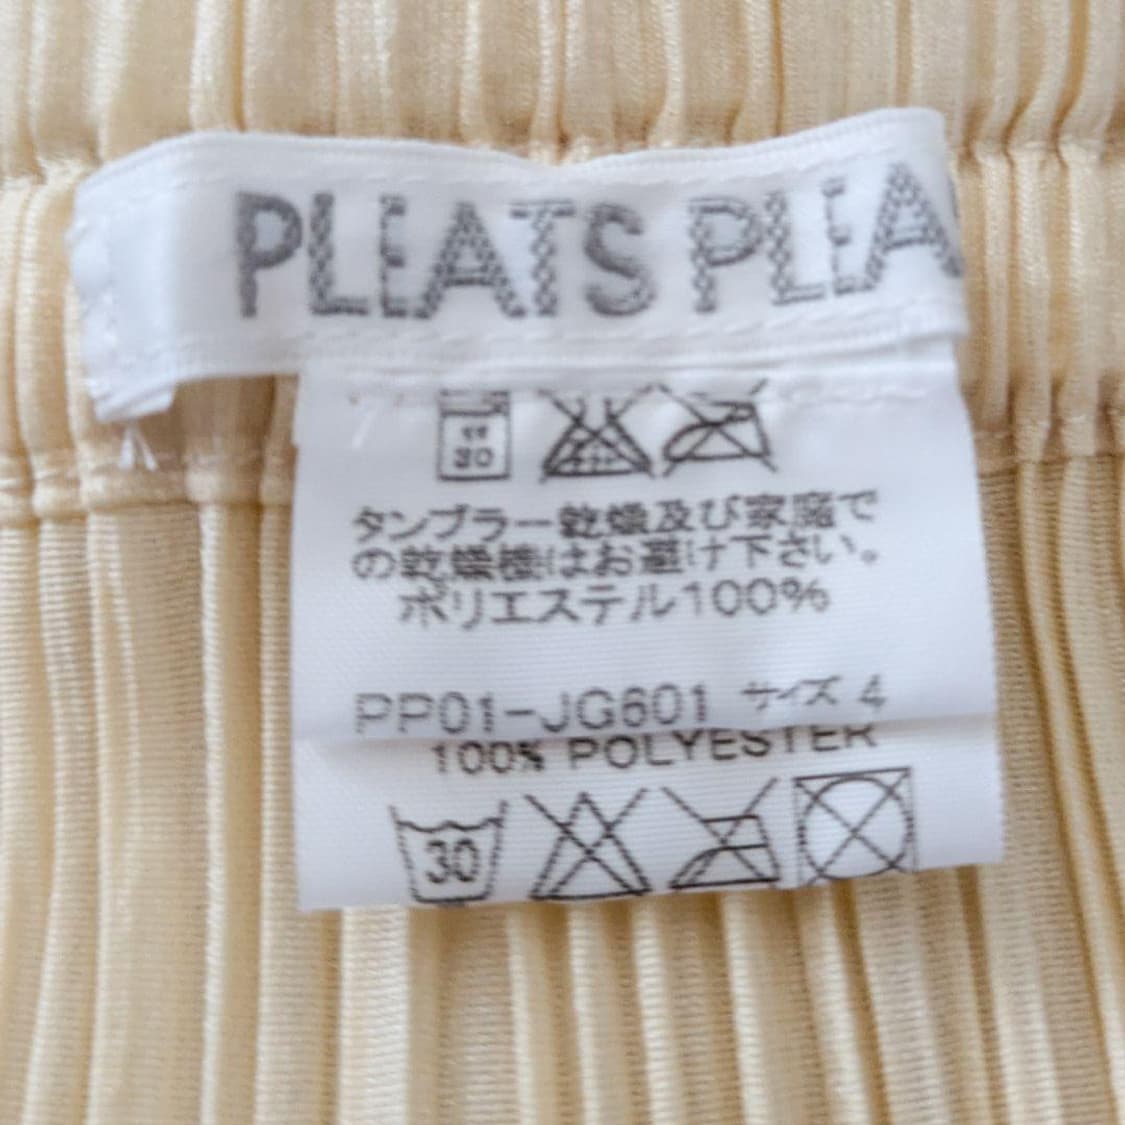 PLEATS PLEA
30
タンブラー乾燥及び家庭で
の乾燥機はお避け下さい。
ポリエステル100%
PP01-JG601 サイズ 4
100% POLYESTER
30